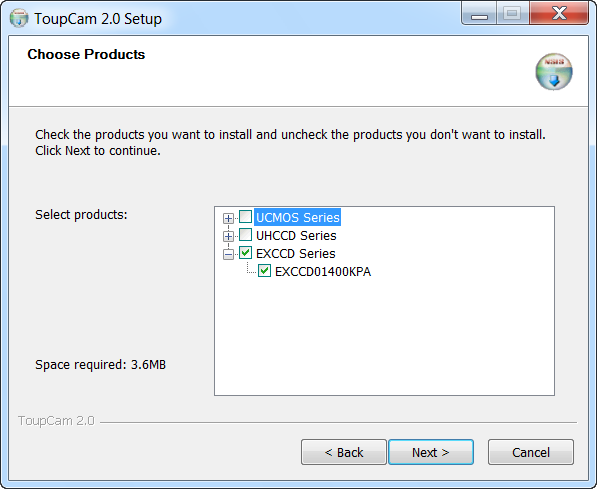 ToupCam 2.0 Setup
Choose Products
Check the products you want to install and uncheck the products you don't want to install.
Click Next to continue.
Select products:
UCMOS Series
UHCCD Series
EXCCD Series
EXCCD01400KPA
Space required: 3.6MB
ToupCam 2.0
< Back
Next >
Cancel